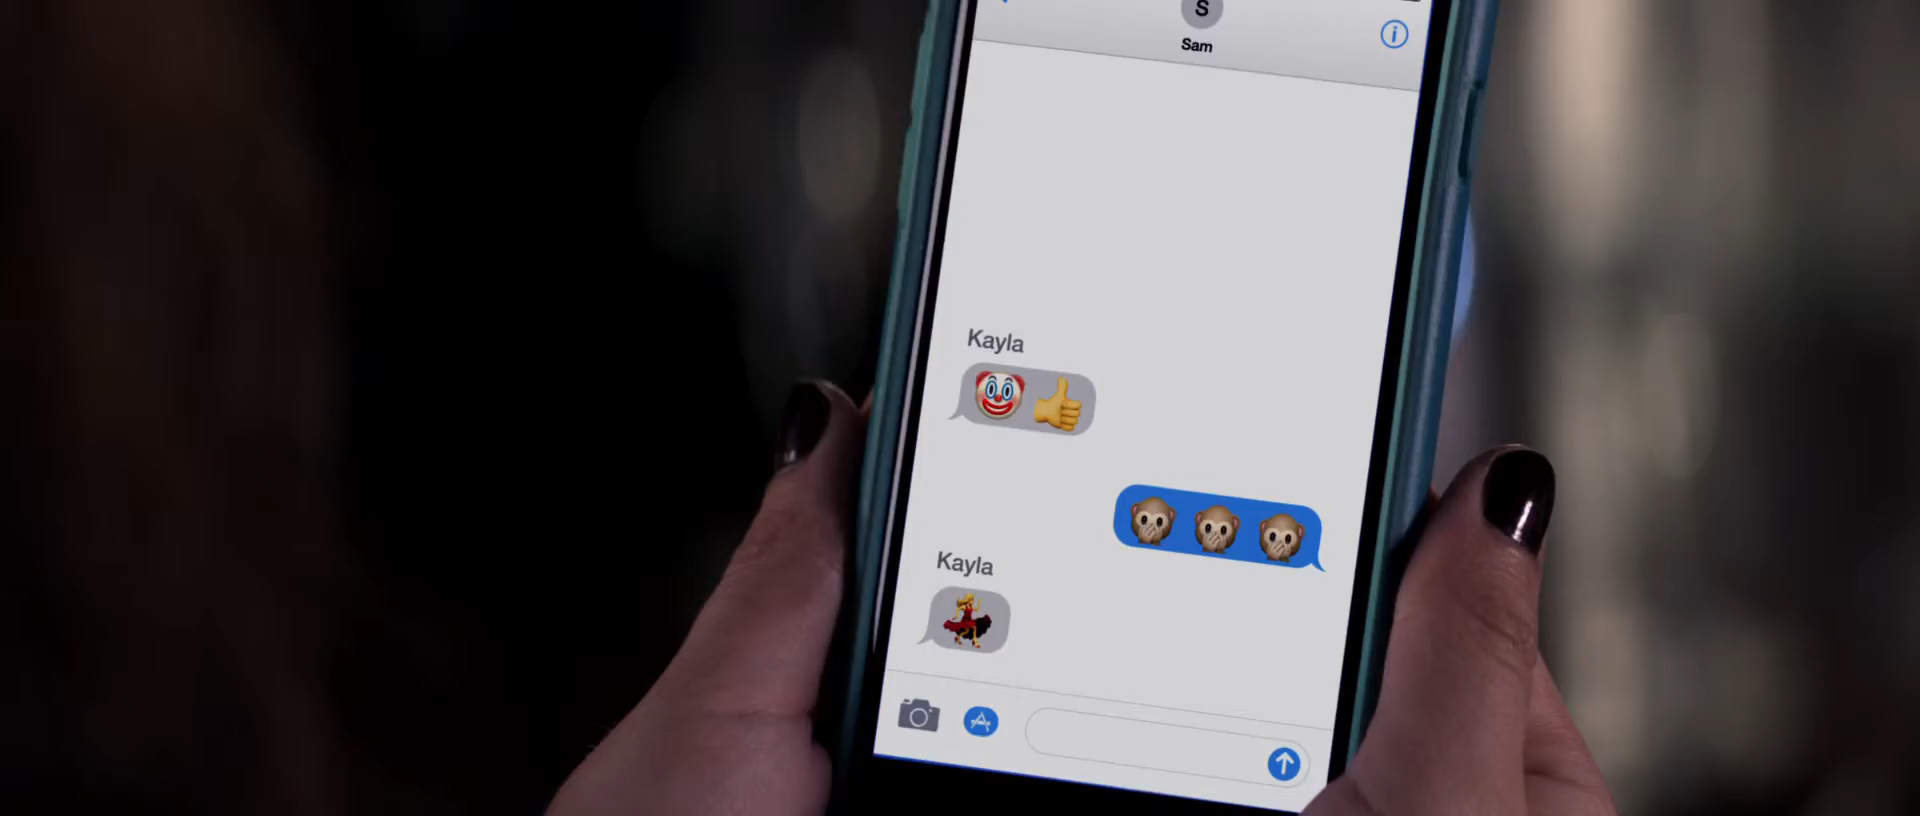 S
Sam
Kayla
🤡 👍
🙊 🙊 🙊
Kayla
💃